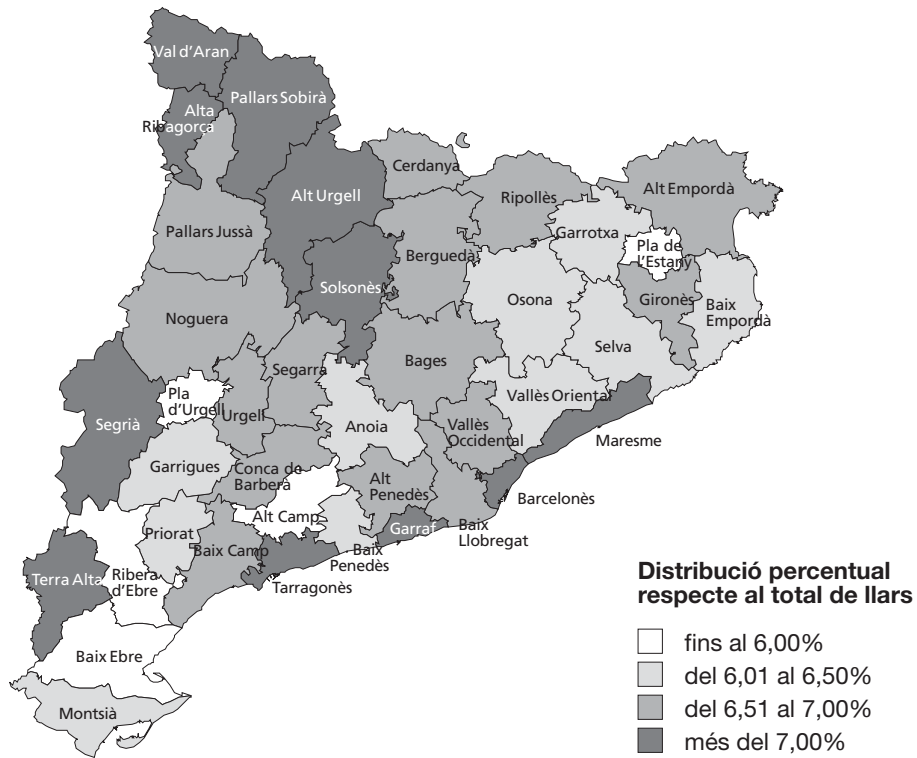 Val d'Aran
Pallars Sobirà
Alta
Ribagorça
Cerdanya
Alt Urgell
Ripollès
Alt Empordà
Pallars Jussà
Garrotxa
Pla de
l'Estany
Berguedà
Solsonès
Osona
Gironès
Baix
Empordà
Noguera
Selva
Bages
Segarra
Pla
d'Urgell
Urgell
Vallès Oriental
Segrià
Anoia
Vallès
Occidental
Maresme
Garrigues
Conca de
Barberà
Alt
Penedès
Barcelonès
Alt Camp
Garraf
Baix
Llobregat
Priorat
Baix Camp
Baix
Penedès
Terra Alta
Ribera
d'Ebre
Tarragonès
Baix Ebre
Montsià
Distribució percentual
respecte al total de llars
fins al 6,00%
del 6,01 al 6,50%
del 6,51 al 7,00%
més del 7,00%